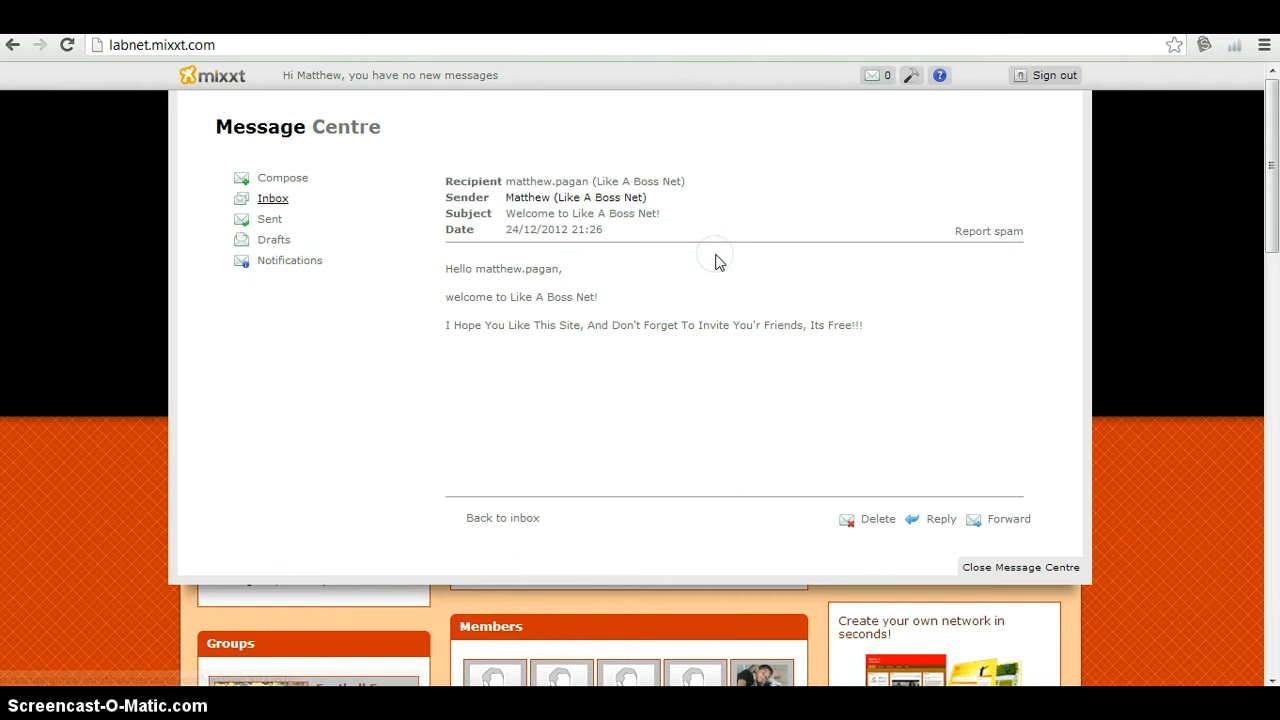 labnet.mixxt.com
mixxt
Hi Matthew, you have no new messages
0
Sign out
Message Centre
Compose
Inbox
Sent
Drafts
Notifications
Recipient matthew.pagan (Like A Boss Net)
Sender Matthew (Like A Boss Net)
Subject Welcome to Like A Boss Net!
Date 24/12/2012 21:26
Report spam
Hello matthew.pagan,
welcome to Like A Boss Net!
I Hope You Like This Site, And Don't Forget To Invite You'r Friends, Its Free!!!
Back to inbox
Delete
Reply
Forward
Close Message Centre
Groups
Members
Create your own network in
seconds!
Screencast-O-Matic.com